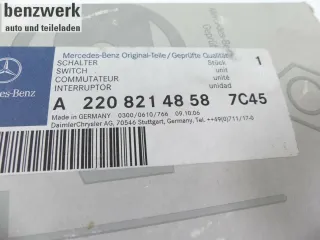 benzwerk
auto und teileladen
Mercedes-Benz Original-Teile/Geprüfte Qualität
SCHALTER Stück 1
SWITCH unit
COMMUTATEUR unité
INTERRUPTOR unidad
Mercedes-Benz
A 220 821 48 58 7C45
Made in GERMANY 0300/0610/766 09.10.06
DaimlerChrysler AG, 70546 Stuttgart, Germany, Tel. ++49(0)711/17-0